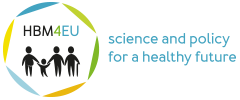 HBM4EU
science and policy
for a healthy future